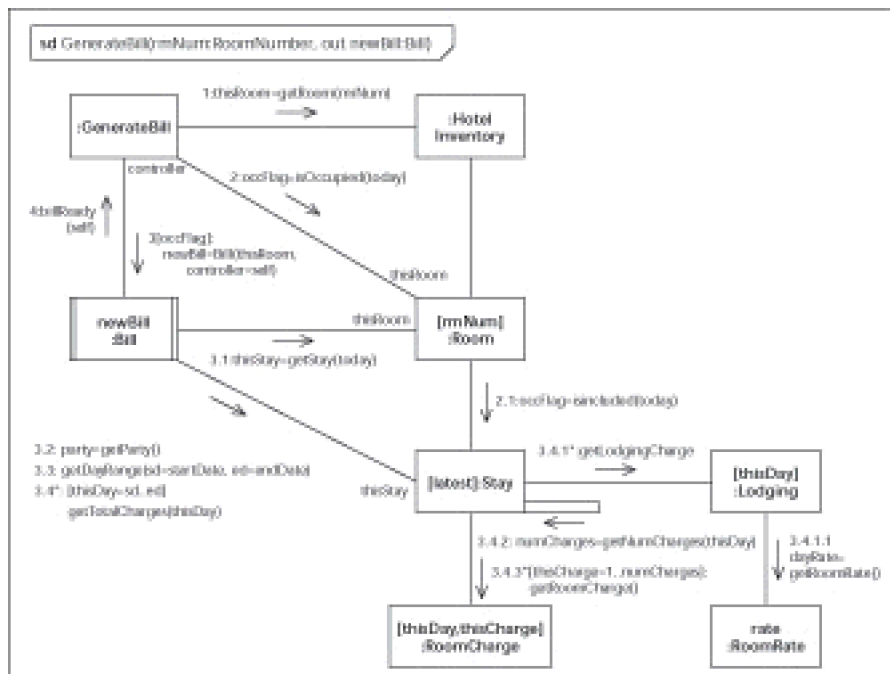 sd GenerateBill(rmNum:RoomNumber, out newBill:Bill)
1:thisRoom=getRoom(rmNum)
:GenerateBill
:Hotel
Inventory
controller
2:occFlag=isOccupied(today)
4:billReady
(self)
3[occFlag]:
newBill=Bill(thisRoom,
controller=self)
thisRoom
newBill
:Bill
thisRoom
[rmNum]
:Room
3.1:thisStay=getStay(today)
2.1:occFlag=isIncluded(today)
3.2: party=getParty()
3.3: getDayRange(sd=startDate, ed=endDate)
3.4*: [thisDay=sd, ed]
getTotalCharges(thisDay)
thisStay
[latest]:Stay
3.4.1* getLodgingCharge
[thisDay]
:Lodging
3.4.2: numCharges=getNumCharges(thisDay)
3.4.3*[thisCharge=1..numCharges]:
getRoomCharge()
3.4.1.1
dayRate=
getRoomRate()
[thisDay,thisCharge]
:RoomCharge
rate
:RoomRate